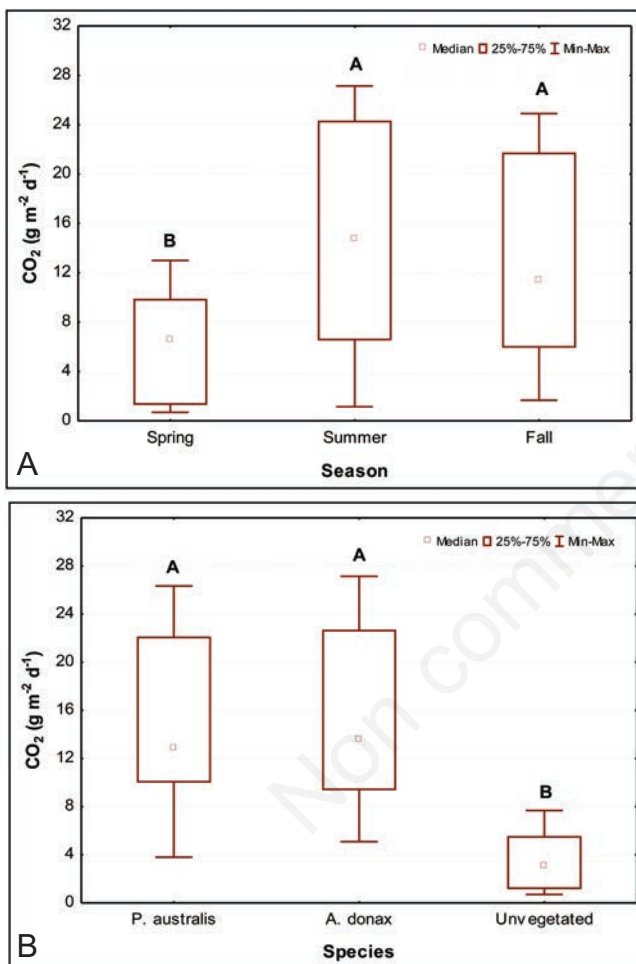 32
28
24
20
16
12
8
4
0
CO₂ (g m⁻² d⁻¹)
Median 25%-75% Min-Max
B
A
A
Spring Summer Fall
Season
A
32
28
24
20
16
12
8
4
0
CO₂ (g m⁻² d⁻¹)
Median 25%-75% Min-Max
A
A
B
P. australis A. donax Unvegetated
Species
B
Non commer